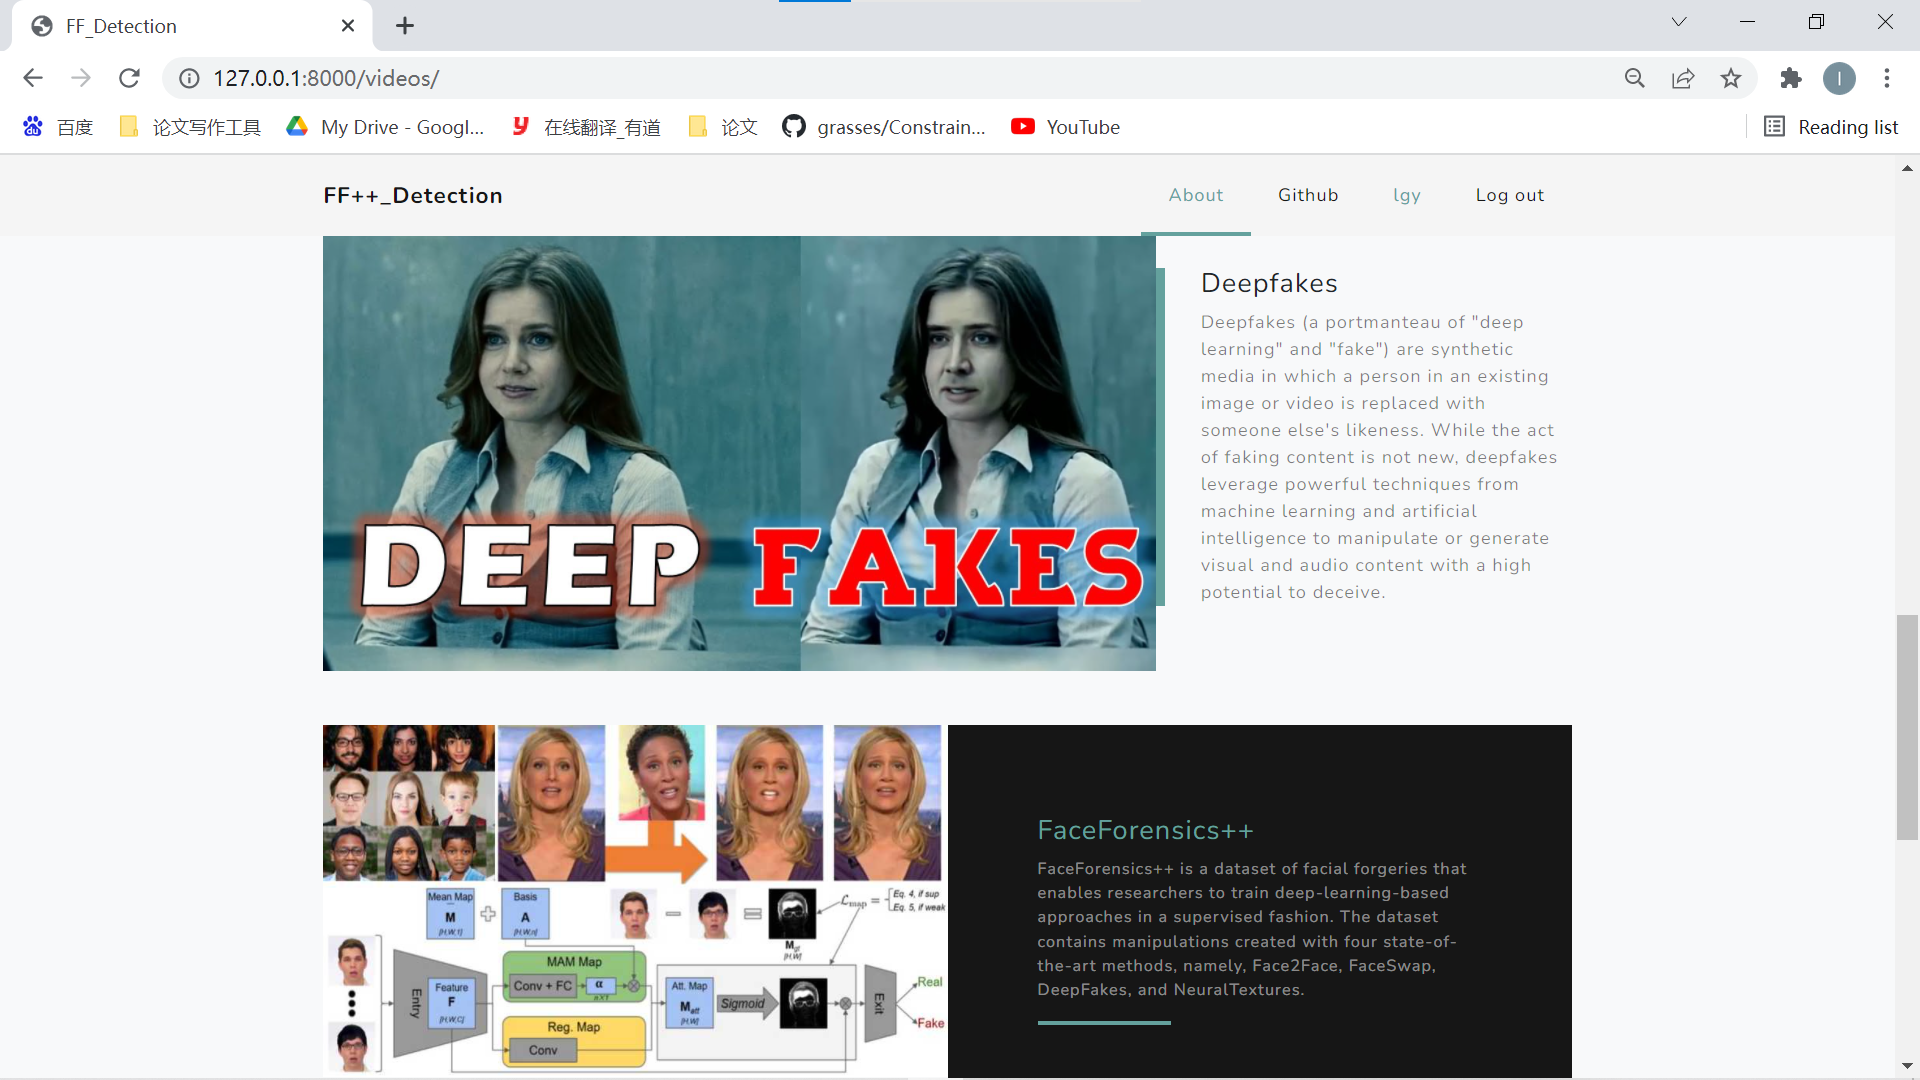 FF_Detection
127.0.0.1:8000/videos/
I
百度
论文写作工具
My Drive - Googl...
在线翻译_有道
论文
grasses/Constrain...
YouTube
Reading list
FF++_Detection
About
Github
lgy
Log out
DEEP FAKES
Deepfakes
Deepfakes (a portmanteau of "deep
learning" and "fake") are synthetic
media in which a person in an existing
image or video is replaced with
someone else's likeness. While the act
of faking content is not new, deepfakes
leverage powerful techniques from
machine learning and artificial
intelligence to manipulate or generate
visual and audio content with a high
potential to deceive.
Mean Map
M
Basis
A
Eq. 4, if sup
Eq. 5, if weak
Entry
Feature
F
MAM Map
Conv + FC
α
Reg. Map
Conv
Att. Map
Sigmoid
Exit
Real
Fake
FaceForensics++
FaceForensics++ is a dataset of facial forgeries that
enables researchers to train deep-learning-based
approaches in a supervised fashion. The dataset
contains manipulations created with four state-of-
the-art methods, namely, Face2Face, FaceSwap,
DeepFakes, and NeuralTextures.